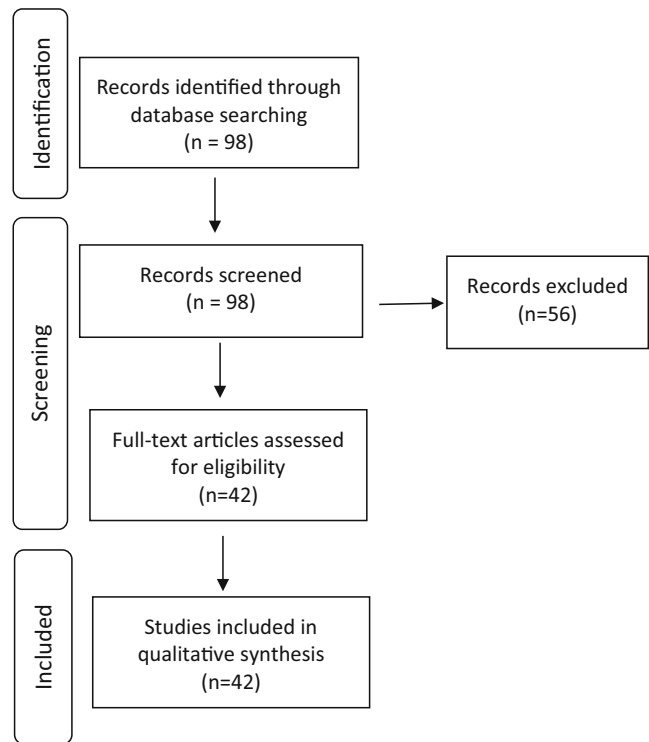 Identification
Records identified through
database searching
(n = 98)
Screening
Records screened
(n = 98)
Records excluded
(n=56)
Full-text articles assessed
for eligibility
(n=42)
Included
Studies included in
qualitative synthesis
(n=42)